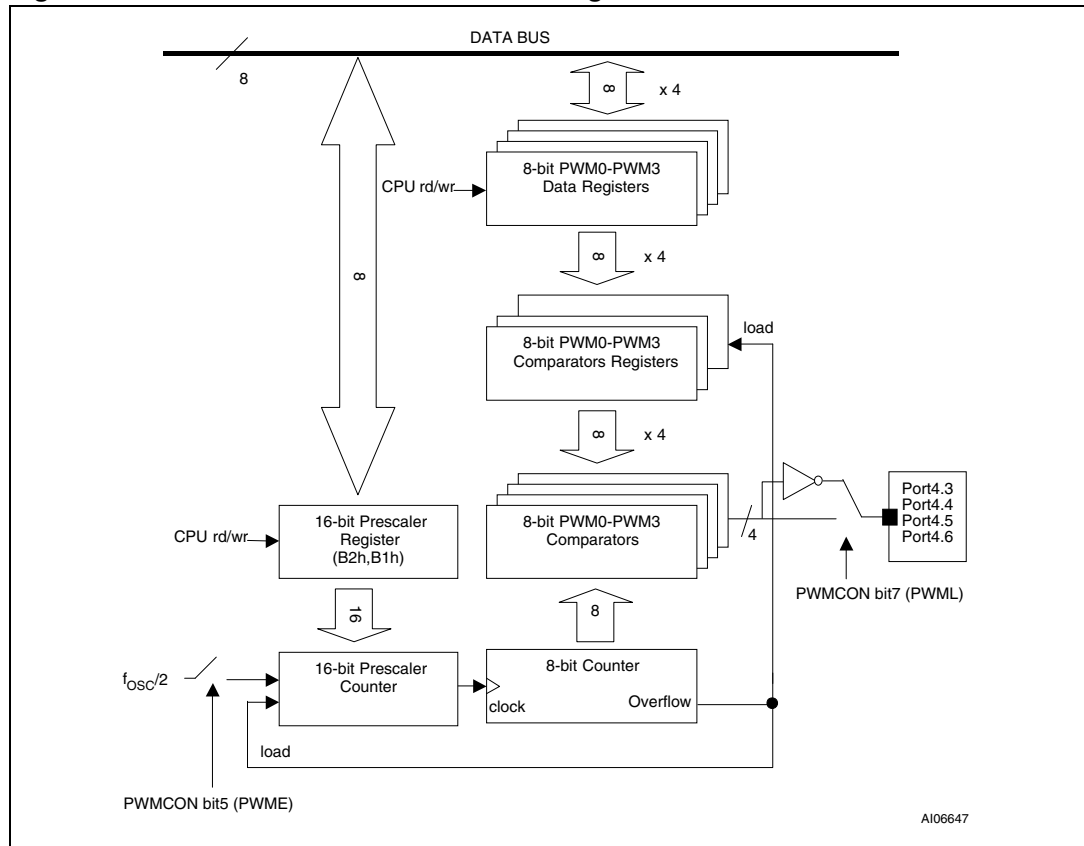 DATA BUS
8
8
x 4
8-bit PWM0-PWM3
Data Registers
CPU rd/wr
8
x 4
8
load
8-bit PWM0-PWM3
Comparators Registers
8
x 4
16-bit Prescaler
Register
(B2h,B1h)
CPU rd/wr
8-bit PWM0-PWM3
Comparators
4
Port4.3
Port4.4
Port4.5
Port4.6
PWMCON bit7 (PWML)
16
8
fOSC/2
16-bit Prescaler
Counter
8-bit Counter
clock
Overflow
load
PWMCON bit5 (PWME)
AI06647